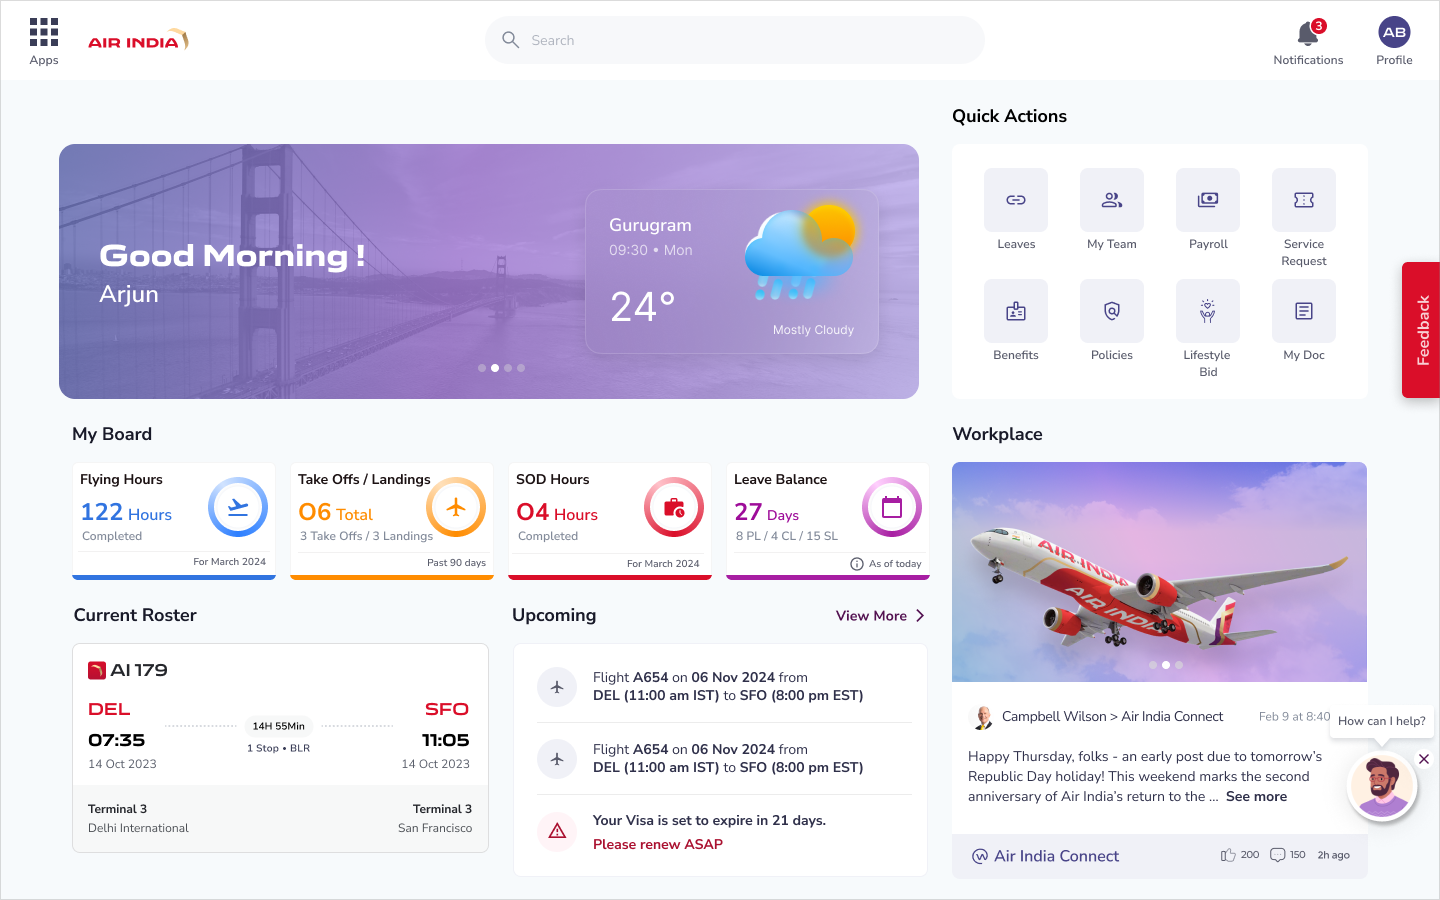 Apps
AIR INDIA
Search
3
Notifications
AB
Profile
Good Morning !
Arjun
Gurugram
09:30 • Mon
24°
Mostly Cloudy
Quick Actions
Leaves
My Team
Payroll
Service
Request
Benefits
Policies
Lifestyle
Bid
My Doc
Feedback
My Board
Flying Hours
122 Hours
Completed
For March 2024
Take Offs / Landings
06 Total
3 Take Offs / 3 Landings
Past 90 days
SOD Hours
04 Hours
Completed
For March 2024
Leave Balance
27 Days
8 PL / 4 CL / 15 SL
As of today
Current Roster
AI 179
DEL
SFO
14H 55Min
07:35
11:05
1 Stop • BLR
14 Oct 2023
14 Oct 2023
Terminal 3
Terminal 3
Delhi International
San Francisco
Upcoming
View More
Flight A654 on 06 Nov 2024 from
DEL (11:00 am IST) to SFO (8:00 pm EST)
Flight A654 on 06 Nov 2024 from
DEL (11:00 am IST) to SFO (8:00 pm EST)
Your Visa is set to expire in 21 days.
Please renew ASAP
Workplace
AIR INDIA
AIR INDIA
Campbell Wilson > Air India Connect
Feb 9 at 8:40
How can I help?
Happy Thursday, folks - an early post due to tomorrow's
Republic Day holiday! This weekend marks the second
anniversary of Air India's return to the ... See more
Air India Connect
200
150
2h ago